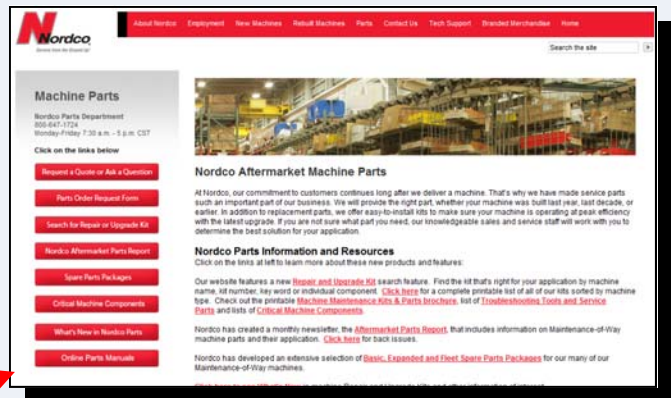 Nordco
About Nordco Employment New Machines Rebuilt Machines Parts Contact Us Tech Support Branded Merchandise Home
Search the site
Machine Parts
Nordco Parts Department
800-647-1724
Monday-Friday 7:30 a.m. - 5 p.m. CST
Click on the links below
Request a Quote or Ask a Question
Parts Order Request Form
Search for Repair or Upgrade Kit
Nordco Aftermarket Parts Report
Spare Parts Packages
Critical Machine Components
What's New in Nordco Parts
Online Parts Manuals
Nordco Aftermarket Machine Parts
At Nordco, our commitment to customers continues long after we deliver a machine. That's why we have made service parts
such an important part of our business. We will provide the right part, whether your machine was built last year, last decade, or
earlier. In addition to replacement parts, we offer easy-to-install kits to make sure your machine is operating at peak efficiency
with the latest upgrade. If you are not sure what part you need, our knowledgeable sales and service staff will work with you to
determine the best solution for your application.
Nordco Parts Information and Resources
Click on the links at left to learn more about these new products and features:
Our website features a new Repair and Upgrade Kit search feature. Find the kit that's right for your application by machine
name, kit number, key word or individual component. Click here for a complete printable list of all of our kits sorted by machine
type. Check out the printable Machine Maintenance Kits & Parts brochure, list of Troubleshooting Tools and Service
Parts and lists of Critical Machine Components.
Nordco has created a monthly newsletter, the Aftermarket Parts Report, that includes information on Maintenance-of-Way
machine parts and their application. Click here for back issues.
Nordco has developed an extensive selection of Basic, Expanded and Fleet Spare Parts Packages for our many of our
Maintenance-of-Way machines.